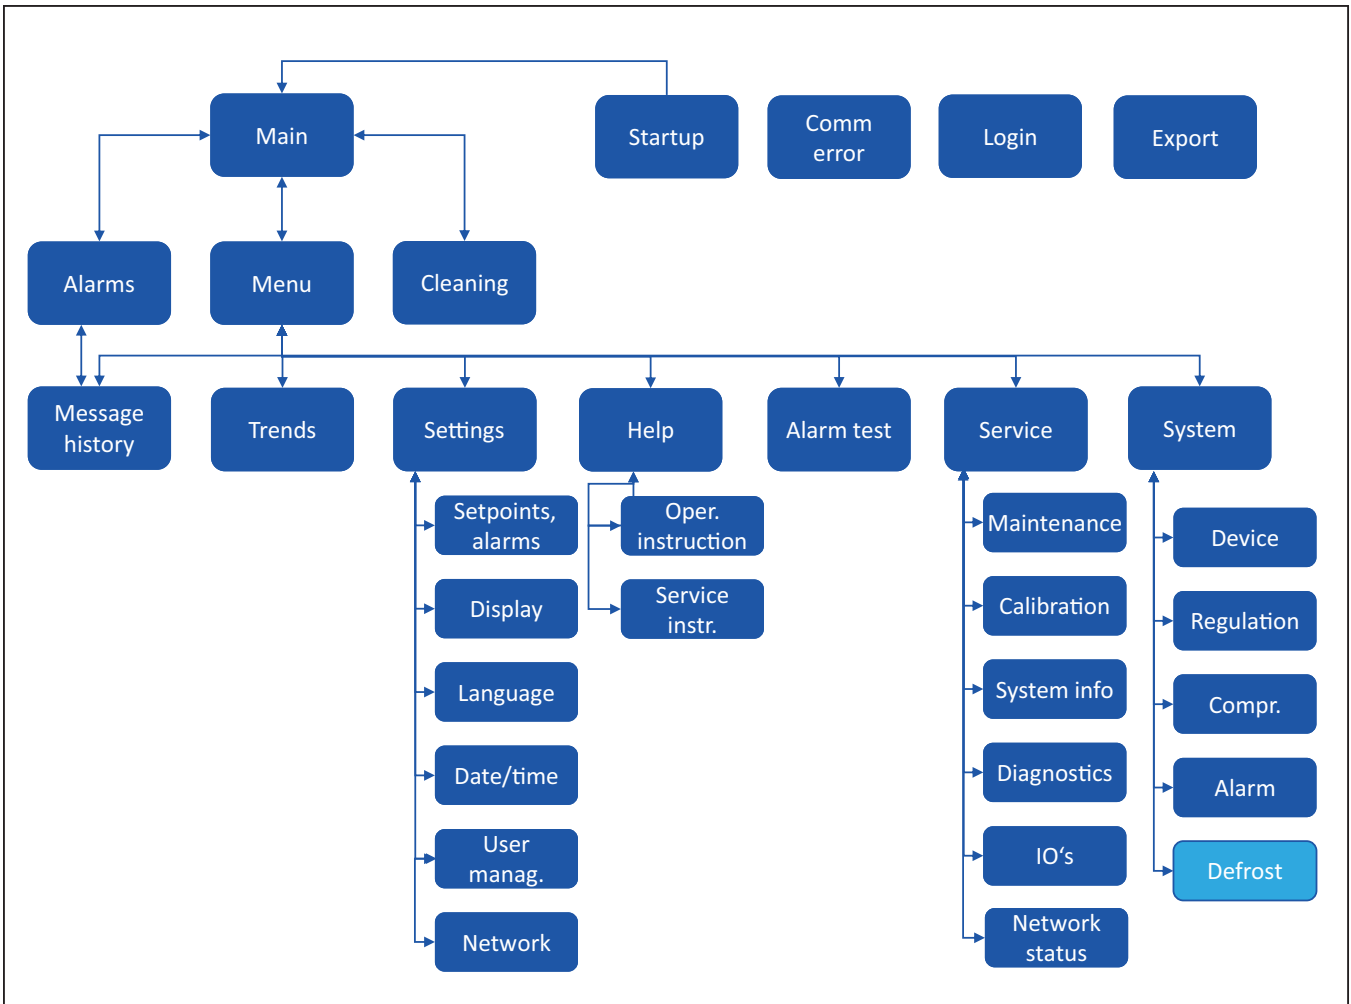 Main
Startup
Comm
error
Login
Export
Alarms
Menu
Cleaning
Message
history
Trends
Settings
Help
Alarm test
Service
System
Setpoints,
alarms
Display
Language
Date/time
User
manag.
Network
Oper.
instruction
Service
instr.
Maintenance
Calibration
System info
Diagnostics
IO‘s
Network
status
Device
Regulation
Compr.
Alarm
Defrost